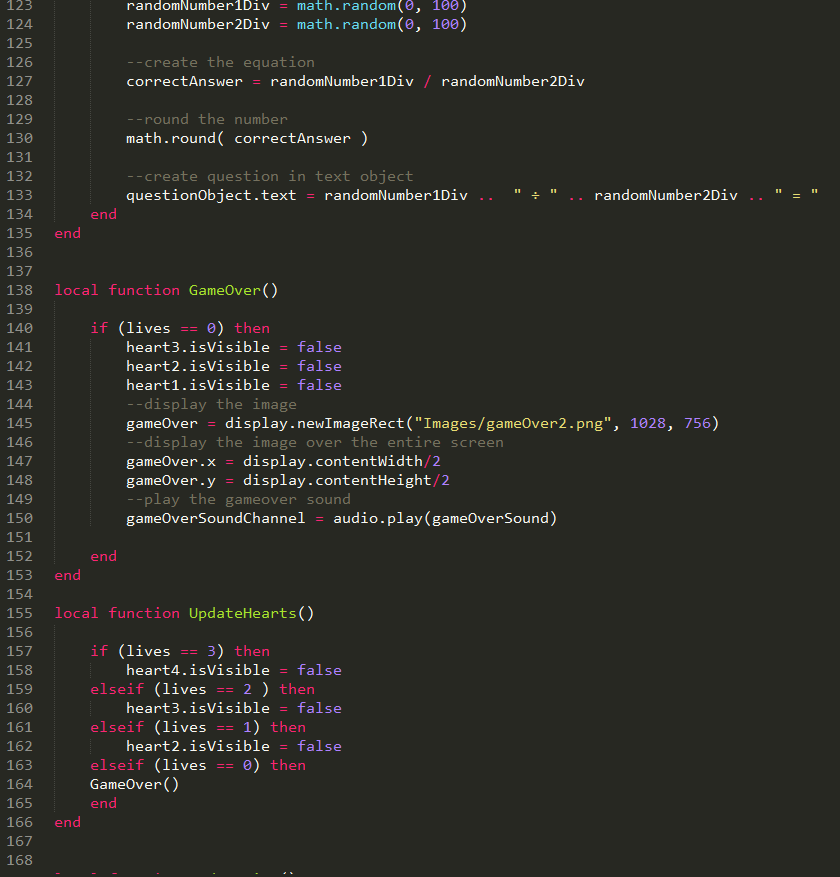 123 randomNumber1Div = math.random(0, 100)
124 randomNumber2Div = math.random(0, 100)
125
126 --create the equation
127 correctAnswer = randomNumber1Div / randomNumber2Div
128
129 --round the number
130 math.round( correctAnswer )
131
132 --create question in text object
133 questionObject.text = randomNumber1Div ..  " ÷ " .. randomNumber2Div .. " = "
134 end
135 end
136
137
138 local function GameOver()
139
140 if (lives == 0) then
141 heart3.isVisible = false
142 heart2.isVisible = false
143 heart1.isVisible = false
144 --display the image
145 gameOver = display.newImageRect("Images/gameOver2.png", 1028, 756)
146 --display the image over the entire screen
147 gameOver.x = display.contentWidth/2
148 gameOver.y = display.contentHeight/2
149 --play the gameover sound
150 gameOverSoundChannel = audio.play(gameOverSound)
151
152 end
153 end
154
155 local function UpdateHearts()
156
157 if (lives == 3) then
158 heart4.isVisible = false
159 elseif (lives == 2 ) then
160 heart3.isVisible = false
161 elseif (lives == 1) then
162 heart2.isVisible = false
163 elseif (lives == 0) then
164 GameOver()
165 end
166 end
167
168